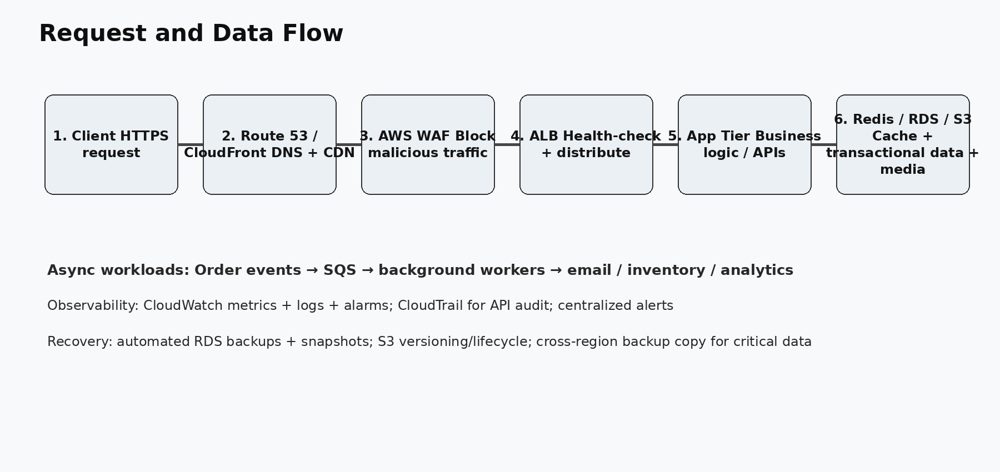 Request and Data Flow
1. Client HTTPS
request
2. Route 53 /
CloudFront DNS + CDN
3. AWS WAF Block
malicious traffic
4. ALB Health-check
+ distribute
5. App Tier Business
logic / APIs
6. Redis / RDS / S3
Cache +
transactional data +
media
Async workloads: Order events → SQS → background workers → email / inventory / analytics
Observability: CloudWatch metrics + logs + alarms; CloudTrail for API audit; centralized alerts
Recovery: automated RDS backups + snapshots; S3 versioning/lifecycle; cross-region backup copy for critical data